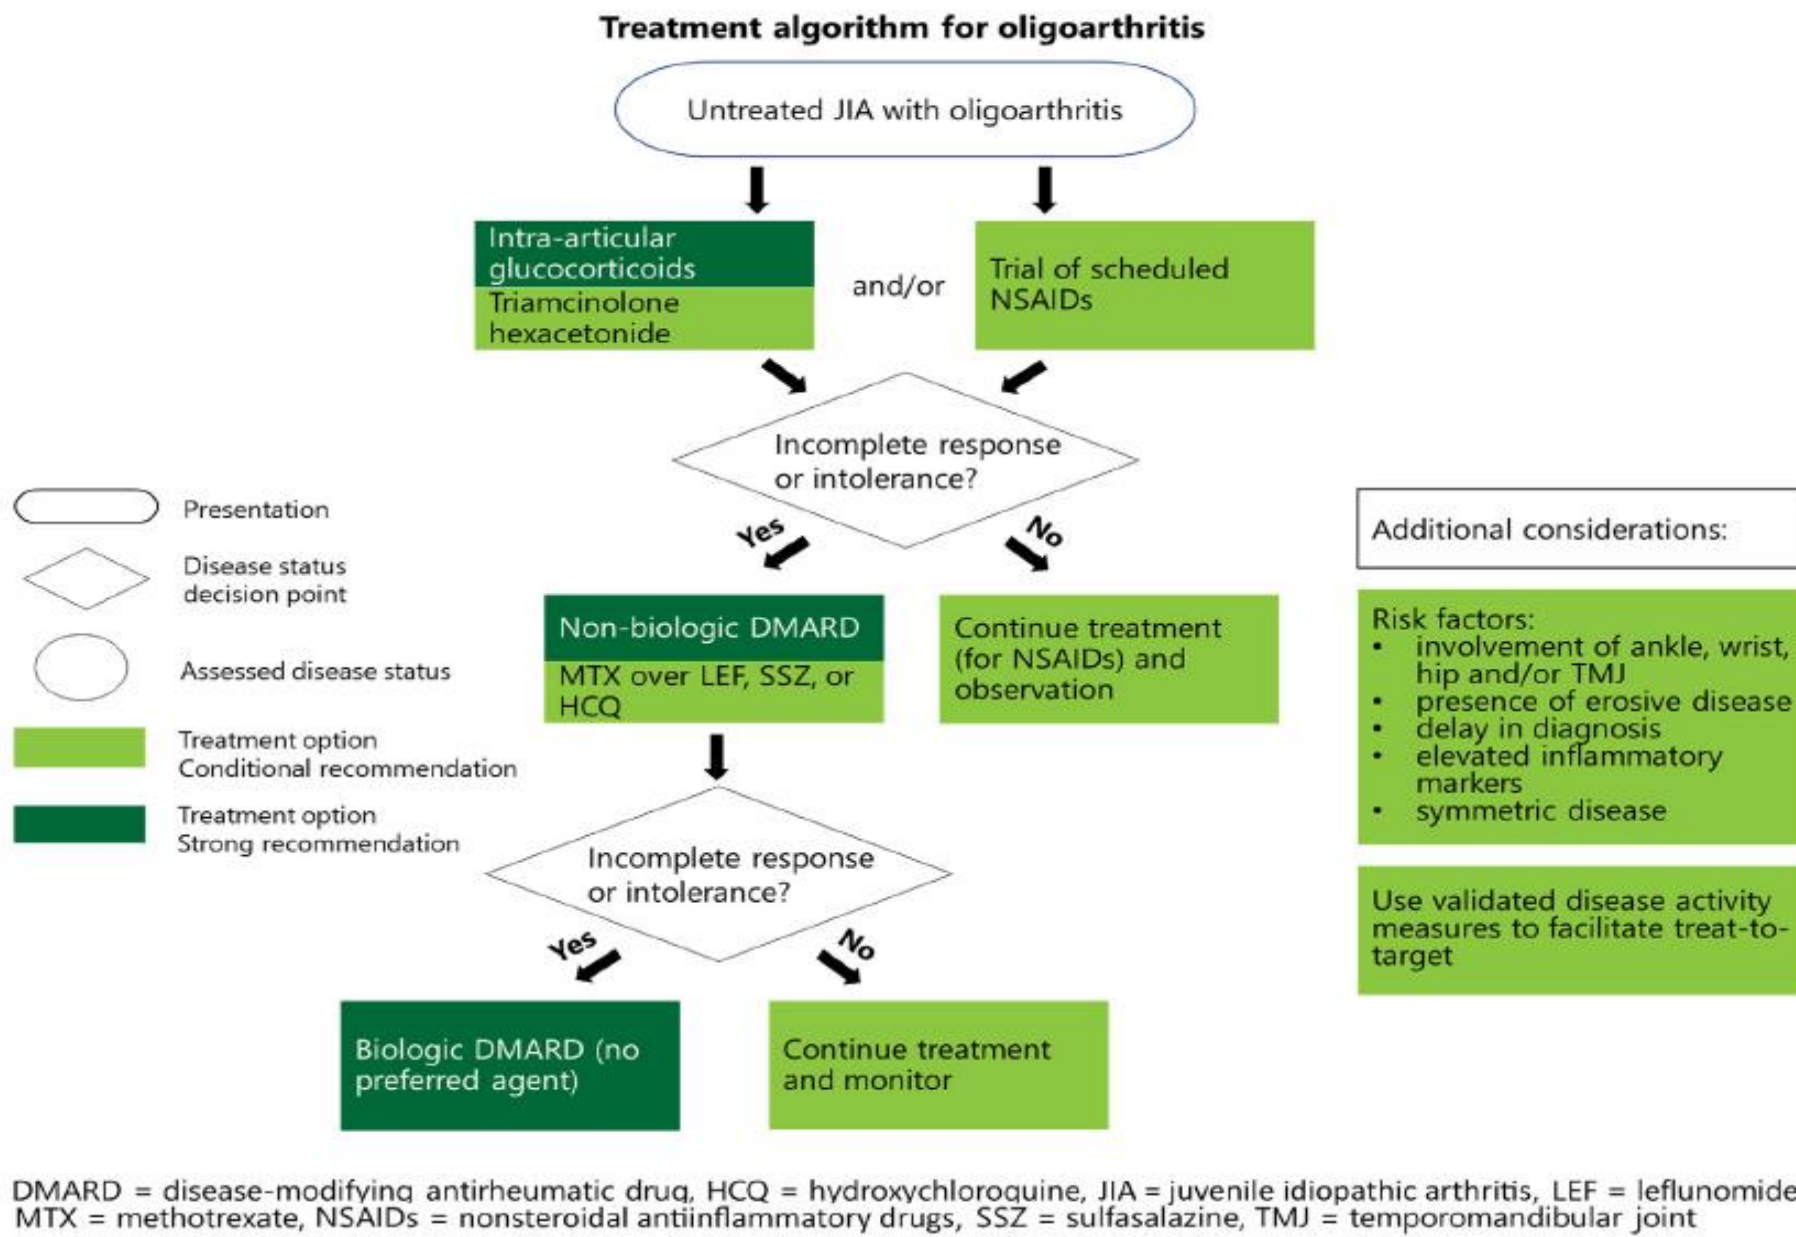 Treatment algorithm for oligoarthritis
Untreated JIA with oligoarthritis
Intra-articular
glucocorticoids
Triamcinolone
hexacetonide
and/or
Trial of scheduled
NSAIDs
Incomplete response
or intolerance?
Yes
No
Presentation
Disease status
decision point
Assessed disease status
Treatment option
Conditional recommendation
Treatment option
Strong recommendation
Non-biologic DMARD
MTX over LEF, SSZ, or
HCQ
Continue treatment
(for NSAIDs) and
observation
Incomplete response
or intolerance?
Yes
No
Biologic DMARD (no
preferred agent)
Continue treatment
and monitor
Additional considerations:
Risk factors:
• involvement of ankle, wrist,
hip and/or TMJ
• presence of erosive disease
• delay in diagnosis
• elevated inflammatory
markers
• symmetric disease
Use validated disease activity
measures to facilitate treat-to-
target
DMARD = disease-modifying antirheumatic drug, HCQ = hydroxychloroquine, JIA = juvenile idiopathic arthritis, LEF = leflunomide
MTX = methotrexate, NSAIDs = nonsteroidal antiinflammatory drugs, SSZ = sulfasalazine, TMJ = temporomandibular joint